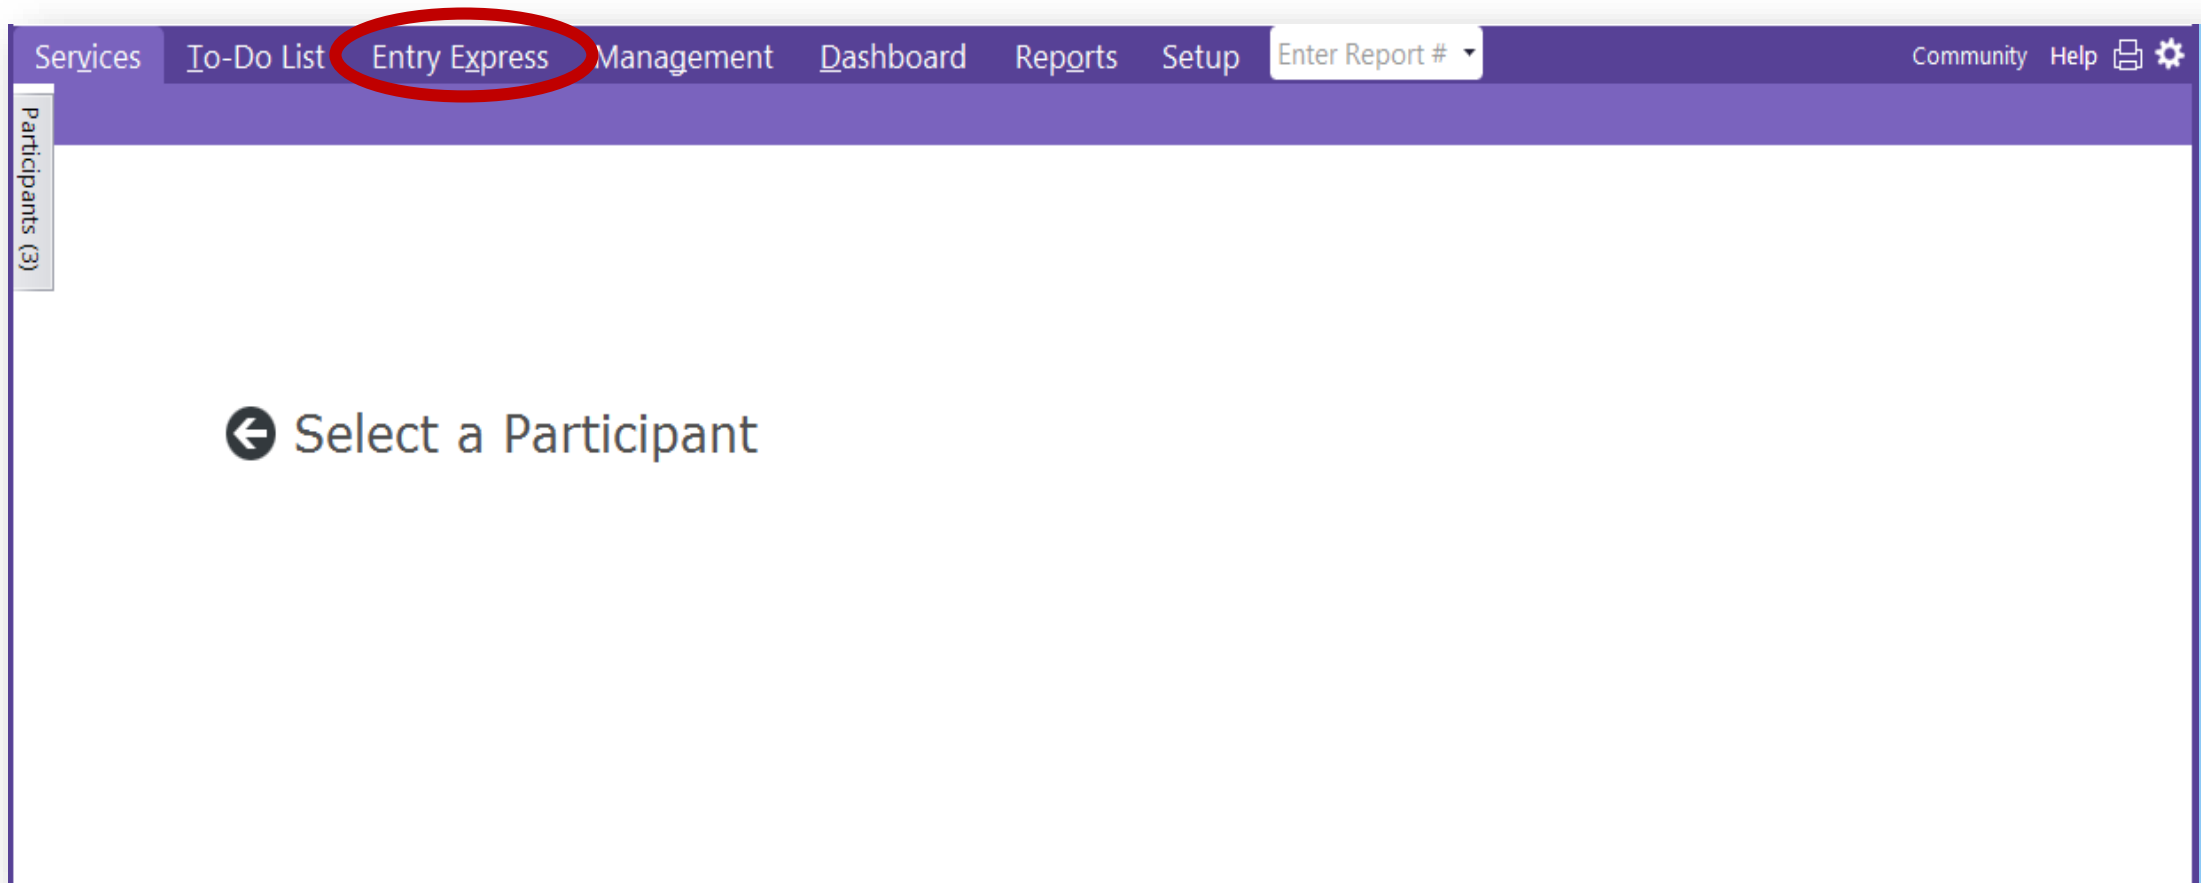 Services To-Do List Entry Express Management Dashboard Reports Setup Enter Report # Community Help
Participants (3)
Select a Participant